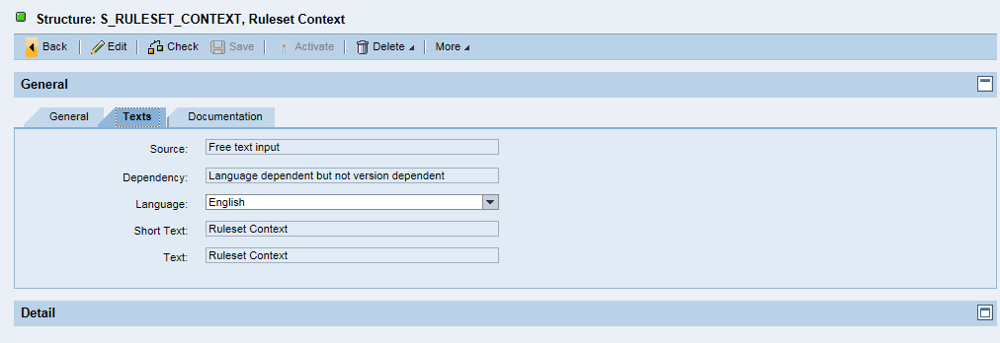 Structure: S_RULESET_CONTEXT, Ruleset Context
Back Edit Check Save Activate Delete More
General
General Texts Documentation
Source: Free text input
Dependency: Language dependent but not version dependent
Language: English
Short Text: Ruleset Context
Text: Ruleset Context
Detail